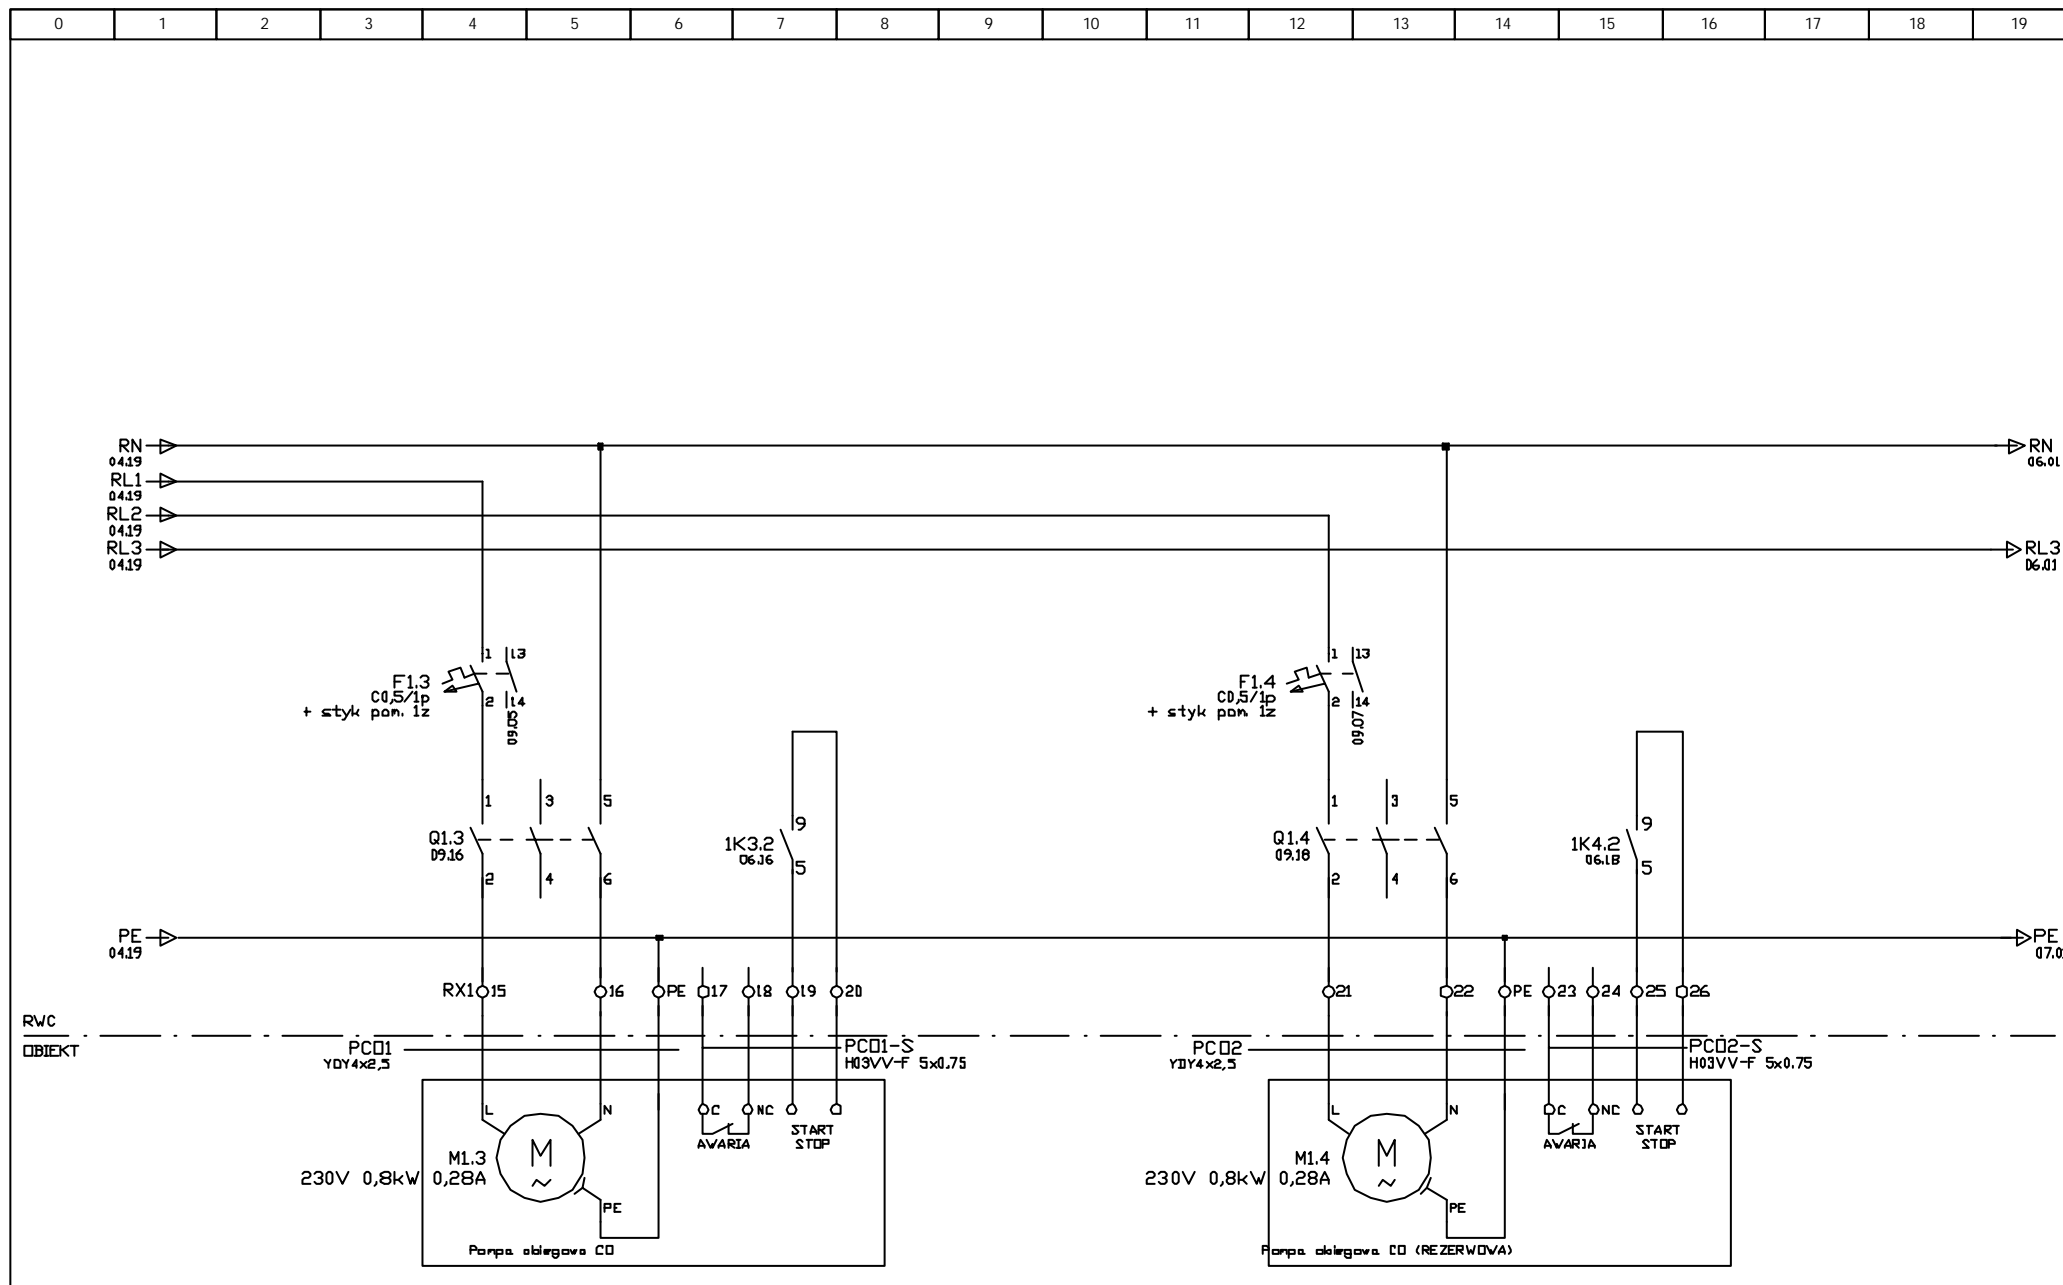 0 1 2 3 4 5 6 7 8 9 10 11 12 13 14 15 16 17 18 19
RN
04.19
RL1
04.19
RL2
04.19
RL3
04.19
RN
06.01
RL3
06.01
F1.3
C0,5/1p
+ styk pom. 1z
1 13
2 14
09.05
F1.4
C0,5/1p
+ styk pom. 1z
1 13
2 14
09.07
Q1.3
09.16
1 3 5
2 4 6
1K3.2
06.16
9
5
Q1.4
09.18
1 3 5
2 4 6
1K4.2
06.18
9
5
PE
04.19
PE
RX1 15 16 PE 17 18 19 20
21 22 PE 23 24 25 26
RWC
OBIEKT
PCO1
YDY4x2,5
PCO1-S
H03VV-F 5x0.75
PCO2
YDY4x2,5
PCO2-S
H03VV-F 5x0.75
L N C NC
AWARIA
START
STOP
M1.3
230V 0,8kW 0,28A
M
~
PE
Pompa obiegowa CO
L N C NC
AWARIA
START
STOP
M1.4
230V 0,8kW 0,28A
M
~
PE
Pompa obiegowa CO (REZERWOWA)